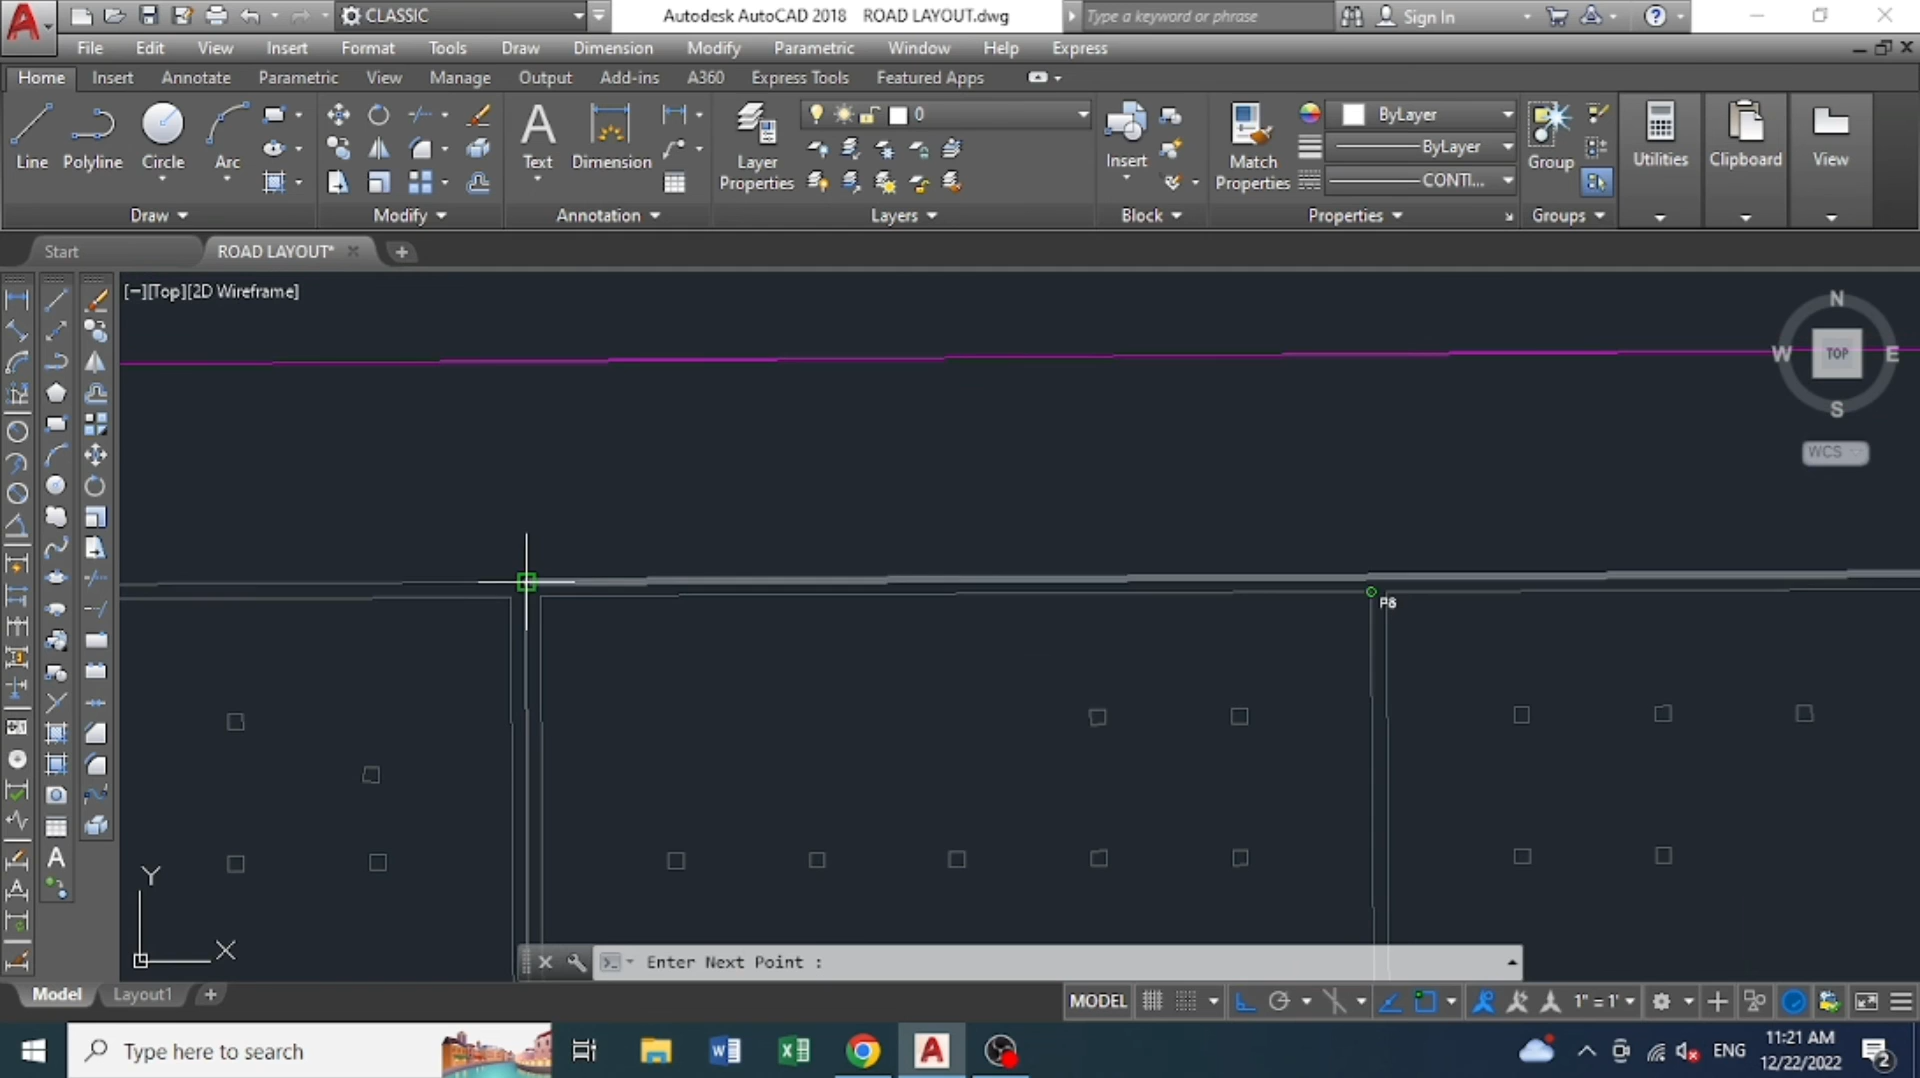 CLASSIC
Autodesk AutoCAD 2018 ROAD LAYOUT.dwg
Type a keyword or phrase
Sign In
File Edit View Insert Format Tools Draw Dimension Modify Parametric Window Help Express
Home Insert Annotate Parametric View Manage Output Add-ins A360 Express Tools Featured Apps
0
ByLayer
ByLayer
CONTI...
Line Polyline Circle Arc
Text Dimension
Layer Properties
Insert
Match Properties
Group
Utilities
Clipboard
View
Draw Modify Annotation Layers Block Properties Groups
Start
ROAD LAYOUT*
[−][Top][2D Wireframe]
N
W TOP E
S
WCS
P8
Y
X
Enter Next Point :
Model Layout1
MODEL
1" = 1'
Type here to search
ENG
11:21 AM
12/22/2022
2